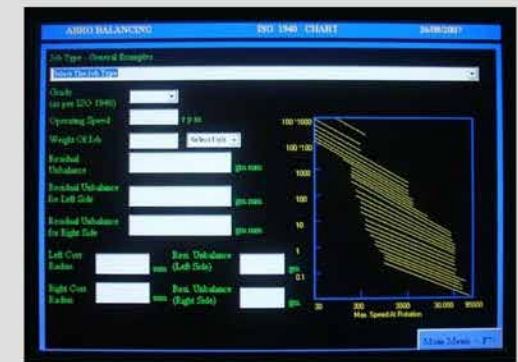 ABRO BALANCING ISO 1940 CHART 26/09/2007
Job Type - General Examples
Select The Job Type
Grade
(as per ISO 1940)
Operating Speed r p m
Weight Of Job Select Unit
Residual
Unbalance gm.mm
Residual Unbalance
for Left Side gm.mm
Residual Unbalance
for Right Side gm.mm
Left Corr
Radius mm
Resi. Unbalance
(Left Side) gm
Right Corr
Radius mm
Resi. Unbalance
(Right Side) gm
100 *1000
100 *100
1000
100
10
1
0.1
30 300 3000 30,000 95000
Max. Speed At Rotation
Main Menu - F7